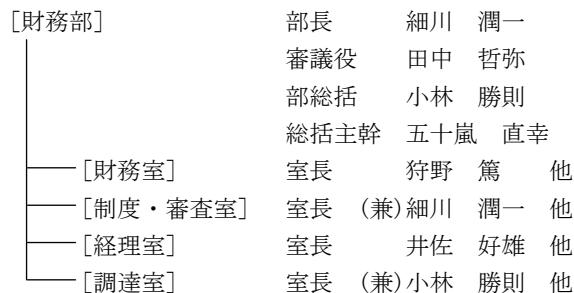 [財務部] 部長 細川 潤一
審議役 田中 哲弥
部総括 小林 勝則
総括主幹 五十嵐 直幸
[財務室] 室長 狩野 篤 他
[制度・審査室] 室長 (兼)細川 潤一 他
[経理室] 室長 井佐 好雄 他
[調達室] 室長 (兼)小林 勝則 他